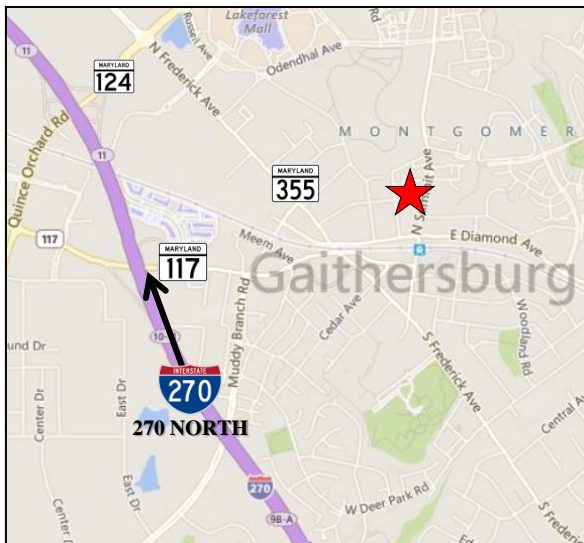 Lakeforest
Mall
Russell Ave
Rd
11
N Frederick Ave
Odendhal Ave
MARYLAND
124
MONTGOMER
Quince Orchard Rd
11
MARYLAND
355
N Summit Ave
117
MARYLAND
117
Meem Ave
E Diamond Ave
Gaithersburg
Muddy Branch Rd
Cedar Ave
Woodland Rd
S Frederick Ave
10-
und Dr
East Dr
Center Dr
INTERSTATE
270
270 NORTH
Central Av
East Dr
270
W Deer Park Rd
Center D
9B-A
S Frederic